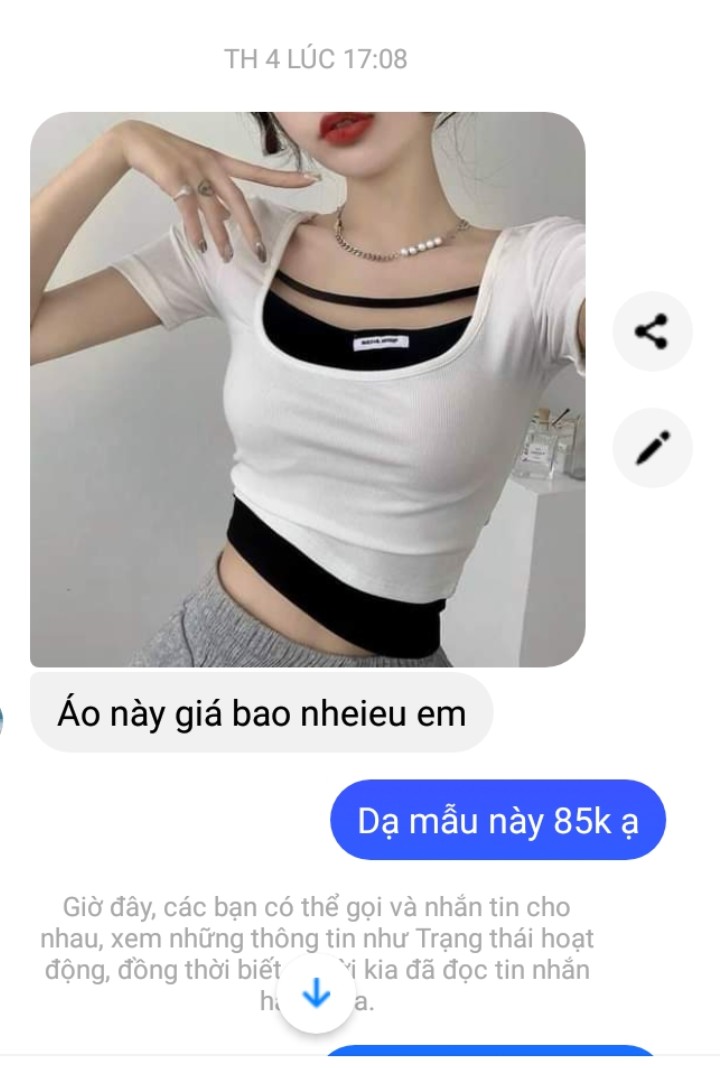 TH 4 LÚC 17:08
Áo này giá bao nheieu em
Dạ mẫu này 85k ạ
Giờ đây, các bạn có thể gọi và nhắn tin cho
nhau, xem những thông tin như Trạng thái hoạt
động, đồng thời biết kia đã đọc tin nhắn